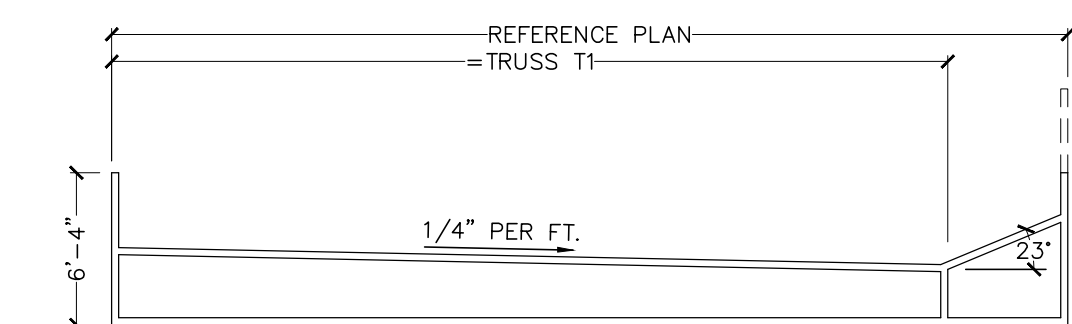 REFERENCE PLAN
=TRUSS T1
1/4" PER FT.
6'-4"
23°